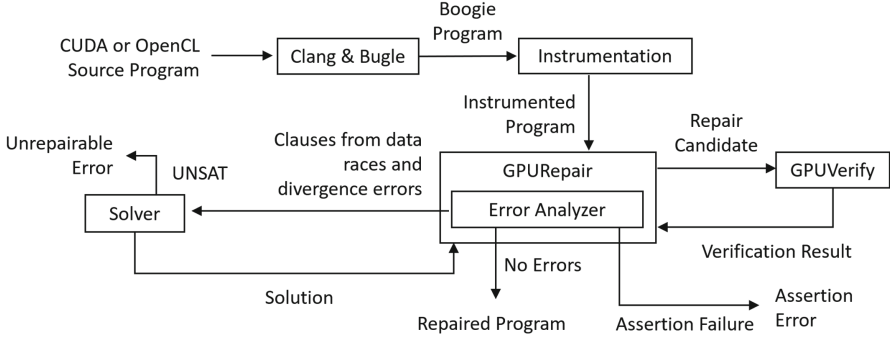 Boogie
Program
CUDA or OpenCL
Source Program
Clang & Bugle
Instrumentation
Instrumented
Program
Repair
Candidate
Unrepairable
Error
UNSAT
Clauses from data
races and
divergence errors
GPURepair
GPUVerify
Solver
Error Analyzer
Verification Result
No Errors
Solution
Repaired Program
Assertion Failure
Assertion
Error